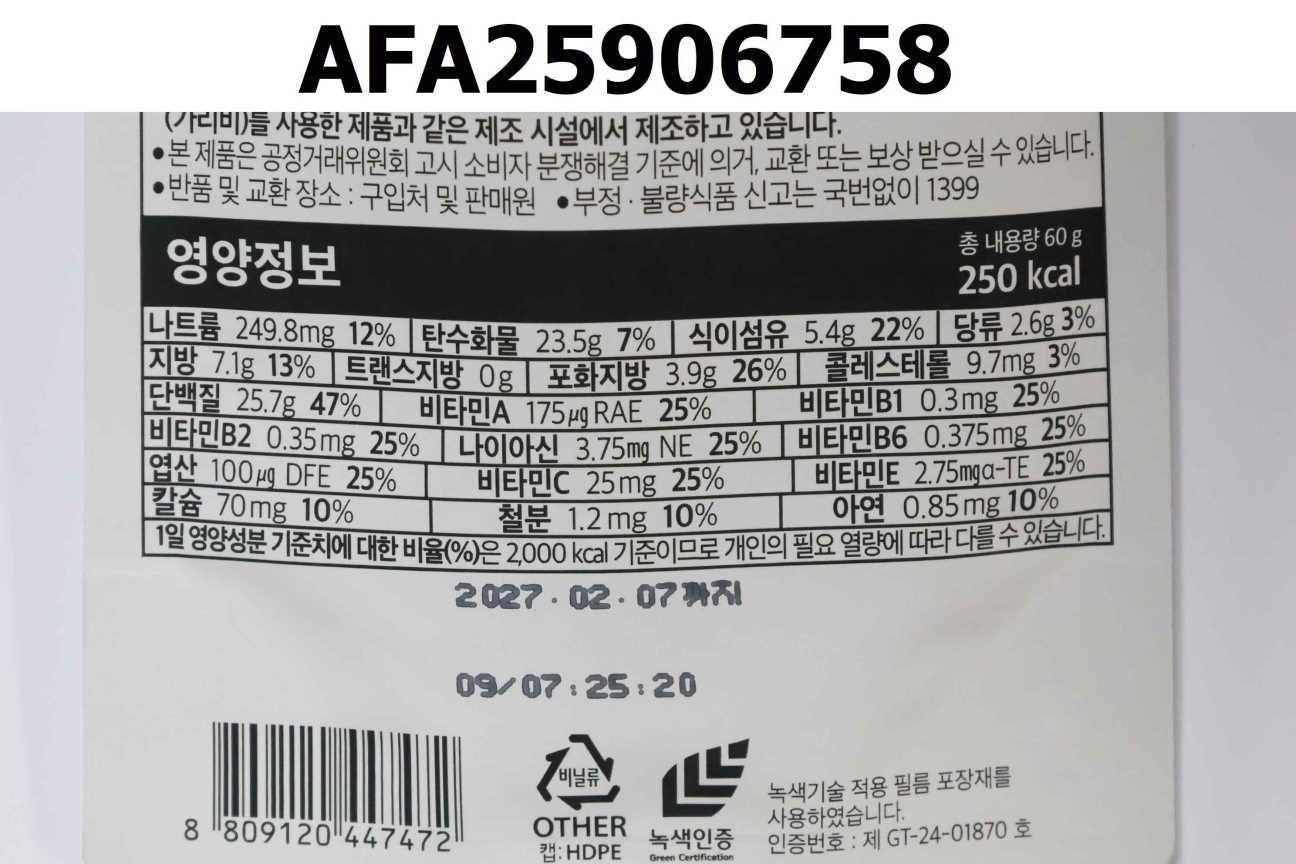 AFA25906758
(가리비)를 사용한 제품과 같은 제조 시설에서 제조하고 있습니다.
•본 제품은 공정거래위원회 고시 소비자 분쟁해결 기준에 의거, 교환 또는 보상 받으실 수 있습니다.
•반품 및 교환 장소 : 구입처 및 판매원 •부정 · 불량식품 신고는 국번없이 1399
영양정보 총 내용량 60 g
250 kcal
나트륨 249.8mg 12% 탄수화물 23.5g 7% 식이섬유 5.4g 22% 당류 2.6g 3%
지방 7.1g 13% 트랜스지방 0g 포화지방 3.9g 26% 콜레스테롤 9.7mg 3%
단백질 25.7g 47% 비타민A 175㎍ RAE 25% 비타민B1 0.3mg 25%
비타민B2 0.35mg 25% 나이아신 3.75mg NE 25% 비타민B6 0.375mg 25%
엽산 100㎍ DFE 25% 비타민C 25mg 25% 비타민E 2.75mgα-TE 25%
칼슘 70mg 10% 철분 1.2mg 10% 아연 0.85mg 10%
1일 영양성분 기준치에 대한 비율(%)은 2,000 kcal 기준이므로 개인의 필요 열량에 따라 다를 수 있습니다.
2027.02.07까지
09/07:25:20
8 809120 447472
비닐류
OTHER
캡:HDPE
녹색인증
Green Certification
녹색기술 적용 필름 포장재를
사용하였습니다.
인증번호 : 제 GT-24-01870 호